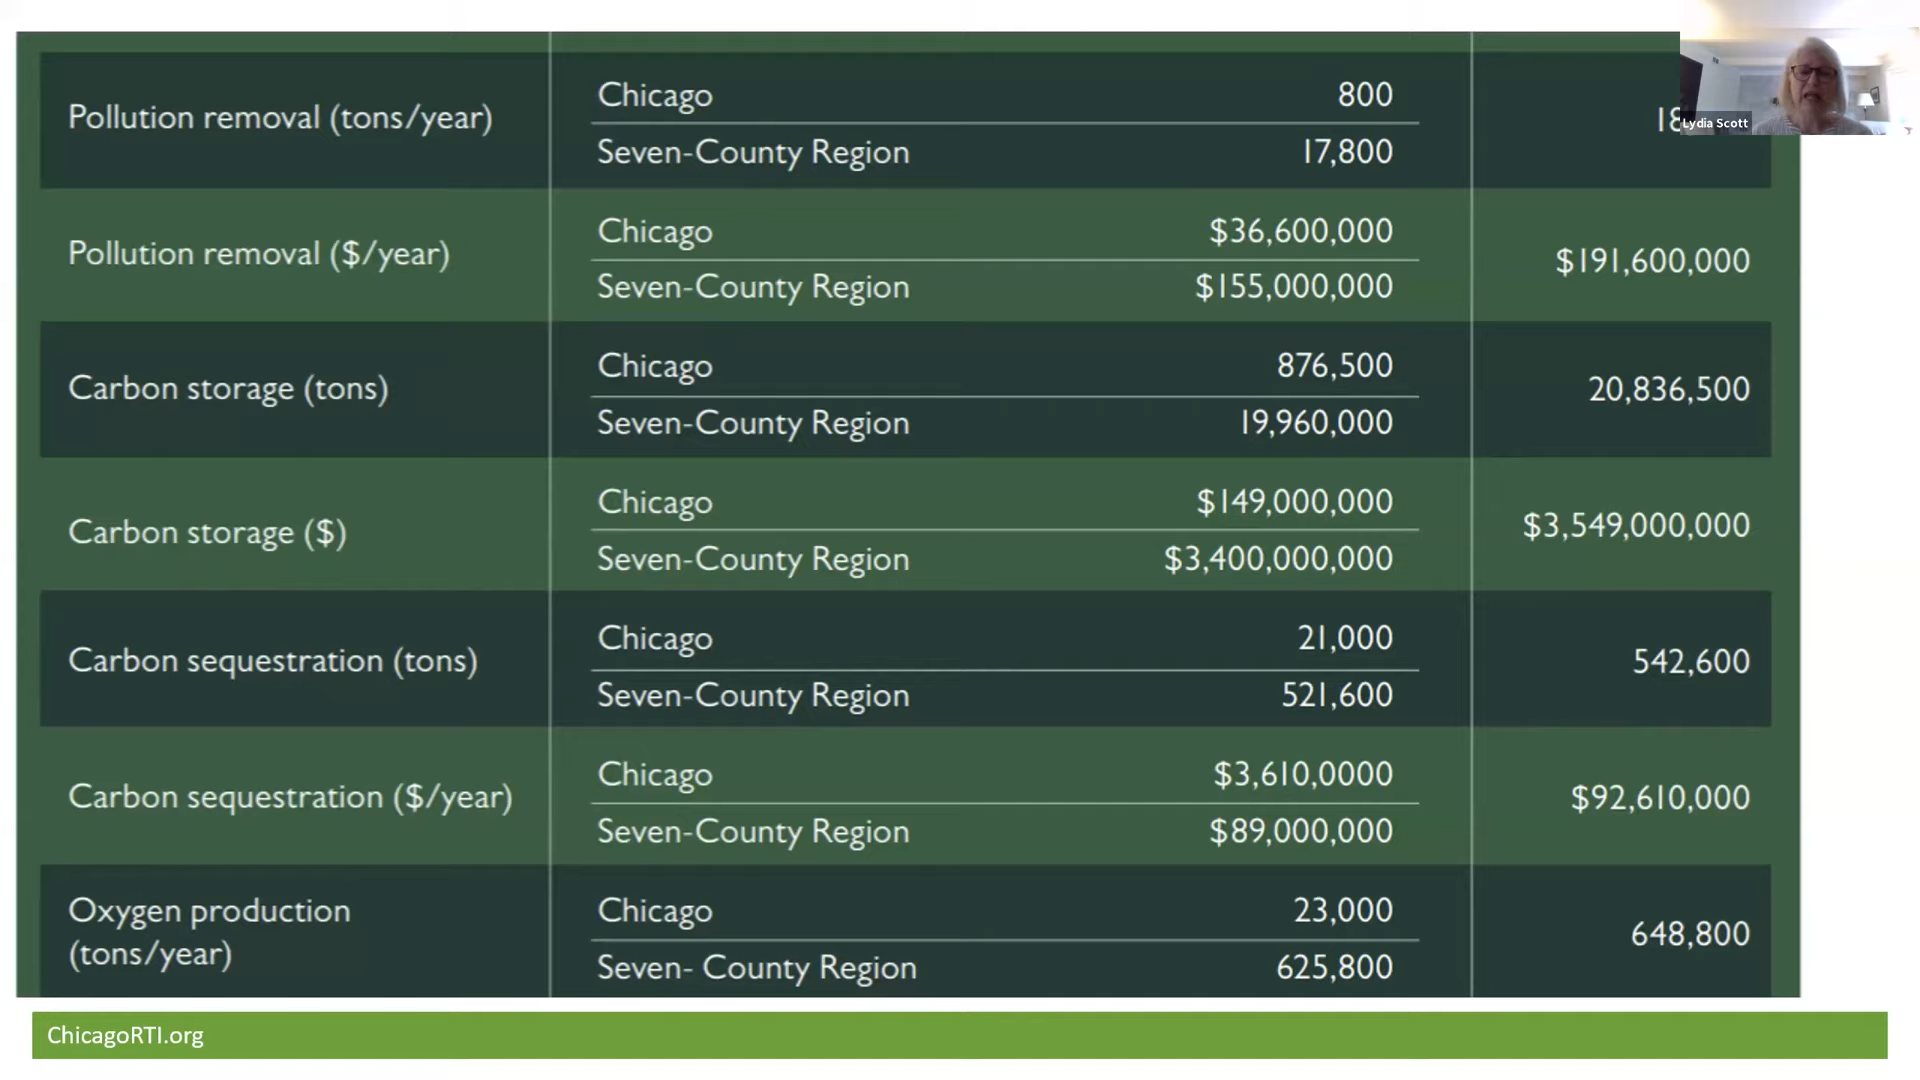 Pollution removal (tons/year)
Chicago 800
Seven-County Region 17,800
Lydia Scott
Pollution removal ($/year)
Chicago $36,600,000
Seven-County Region $155,000,000
$191,600,000
Carbon storage (tons)
Chicago 876,500
Seven-County Region 19,960,000
20,836,500
Carbon storage ($)
Chicago $149,000,000
Seven-County Region $3,400,000,000
$3,549,000,000
Carbon sequestration (tons)
Chicago 21,000
Seven-County Region 521,600
542,600
Carbon sequestration ($/year)
Chicago $3,610,0000
Seven-County Region $89,000,000
$92,610,000
Oxygen production
(tons/year)
Chicago 23,000
Seven- County Region 625,800
648,800
ChicagoRTI.org